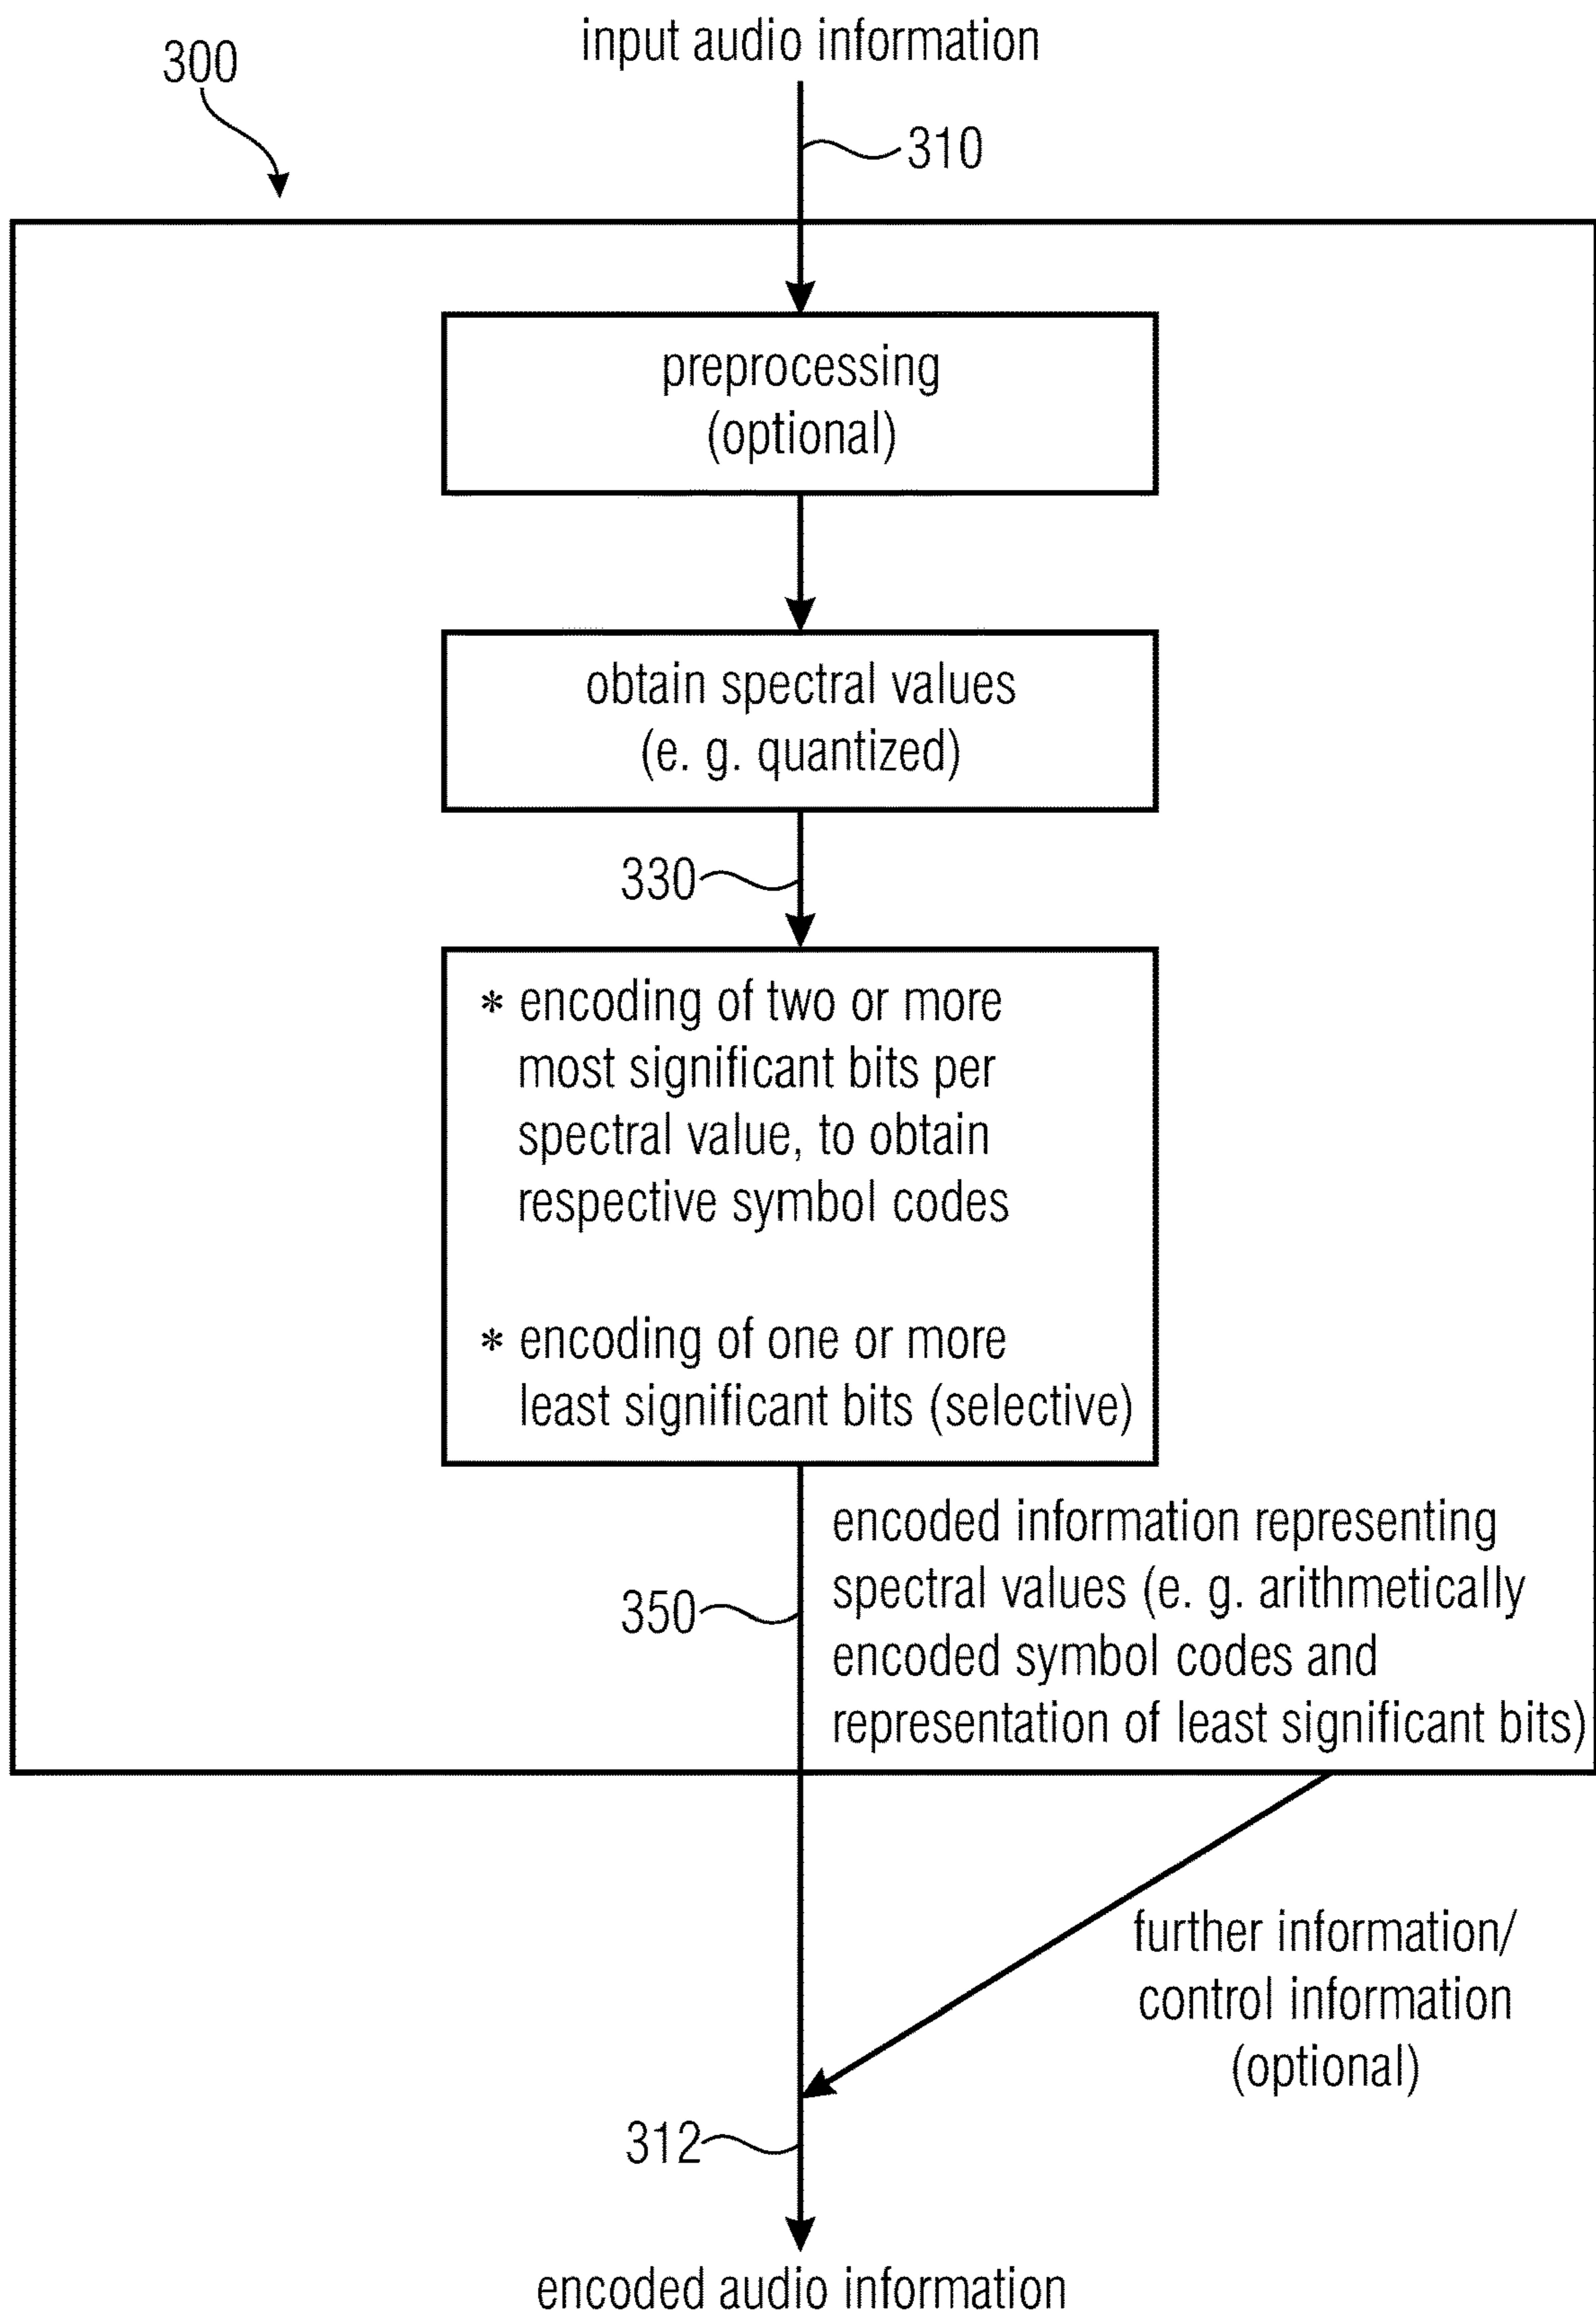 input audio information
300
310
preprocessing
(optional)
obtain spectral values
(e. g. quantized)
330
* encoding of two or more
most significant bits per
spectral value, to obtain
respective symbol codes
* encoding of one or more
least significant bits (selective)
encoded information representing
spectral values (e. g. arithmetically
350
encoded symbol codes and
representation of least significant bits)
further information/
control information
(optional)
312
encoded audio information